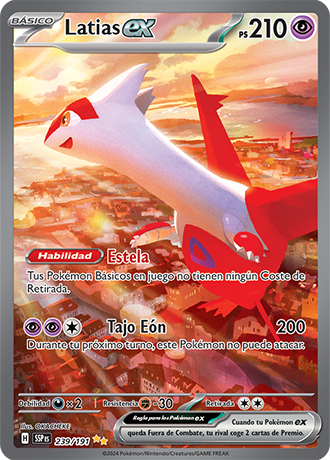 BÁSICO Latias ex PS 210
Habilidad Estela
Tus Pokémon Básicos en juego no tienen ningún Coste de
Retirada.
Tajo Eón 200
Durante tu próximo turno, este Pokémon no puede atacar.
Ilus. OKACHEKE
Debilidad ×2 Resistencia -30 Retirada
Regla para los Pokémon ex
Cuando tu Pokémon ex
queda Fuera de Combate, tu rival coge 2 cartas de Premio.
H SSP ES 239/191
©2024 Pokémon/Nintendo/Creatures/GAME FREAK